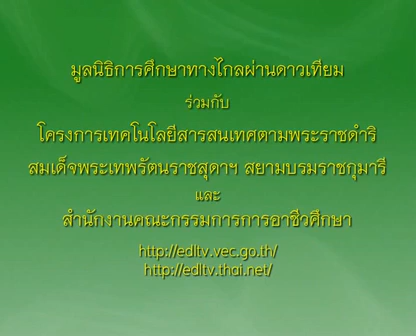 มูลนิธิการศึกษาทางไกลผ่านดาวเทียม
ร่วมกับ
โครงการเทคโนโลยีสารสนเทศตามพระราชดำริ
สมเด็จพระเทพรัตนราชสุดาฯ สยามบรมราชกุมารี
และ
สำนักงานคณะกรรมการการอาชีวศึกษา
http://edltv.vec.go.th/
http://edltv.thai.net/